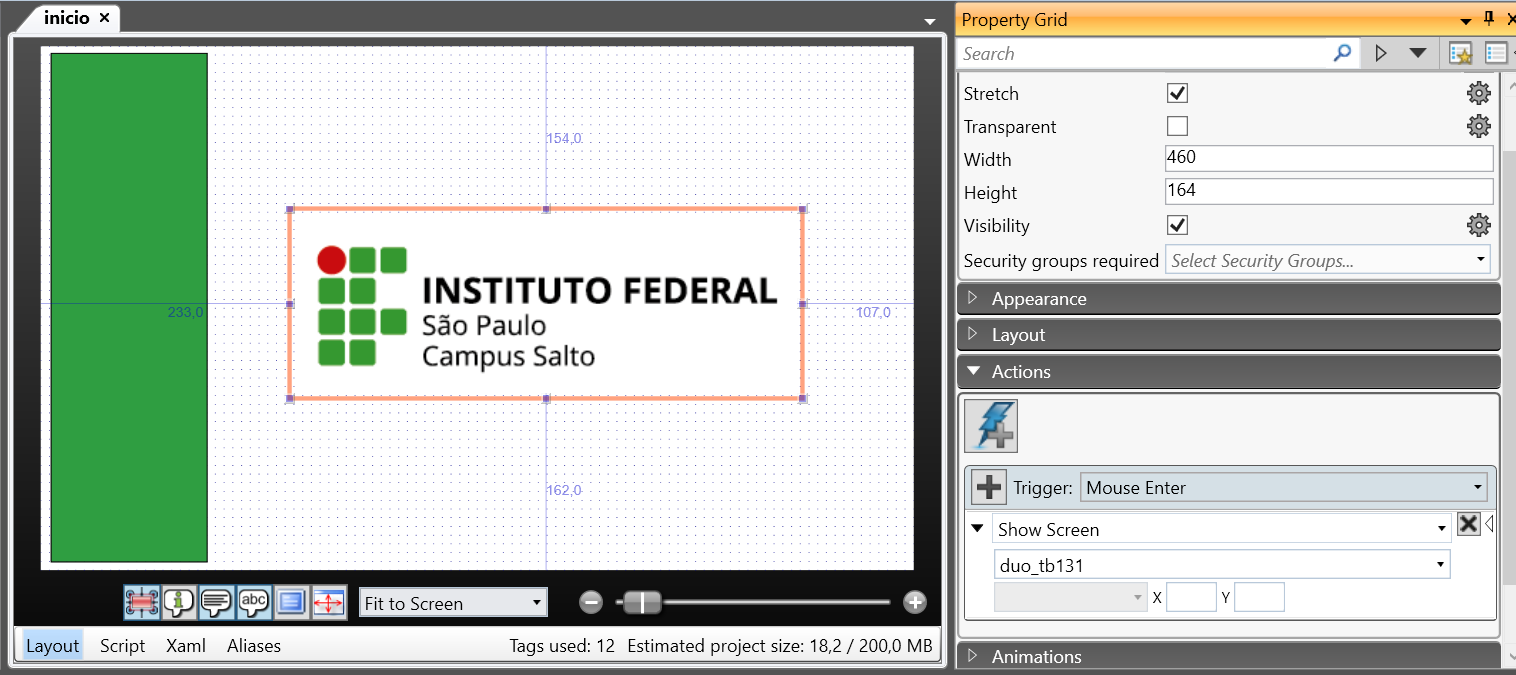 inicio
154,0
233,0
INSTITUTO FEDERAL
São Paulo
Campus Salto
107,0
162,0
abc
Fit to Screen
Layout Script Xaml Aliases Tags used: 12 Estimated project size: 18,2 / 200,0 MB
Property Grid
Search
Stretch
Transparent
Width 460
Height 164
Visibility
Security groups required Select Security Groups...
Appearance
Layout
Actions
Trigger: Mouse Enter
Show Screen
duo_tb131
X Y
Animations